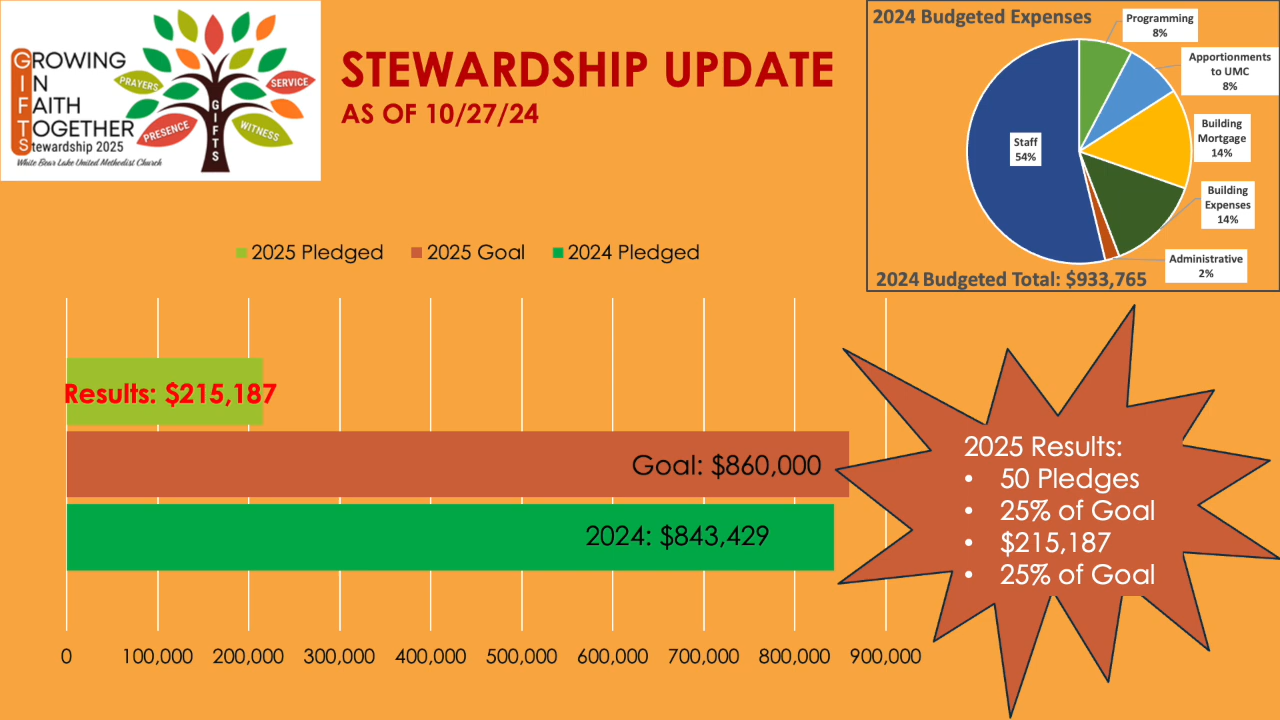 GROWING
IN
FAITH
TOGETHER
Stewardship 2025
White Bear Lake United Methodist Church
PRAYERS
PRESENCE
GIFTS
SERVICE
WITNESS
STEWARDSHIP UPDATE
AS OF 10/27/24
2024 Budgeted Expenses
Programming
8%
Apportionments
to UMC
8%
Building
Mortgage
14%
Building
Expenses
14%
Administrative
2%
Staff
54%
2024 Budgeted Total: $933,765
2025 Pledged
2025 Goal
2024 Pledged
Results: $215,187
Goal: $860,000
2024: $843,429
0
100,000
200,000
300,000
400,000
500,000
600,000
700,000
800,000
900,000
2025 Results:
• 50 Pledges
• 25% of Goal
• $215,187
• 25% of Goal